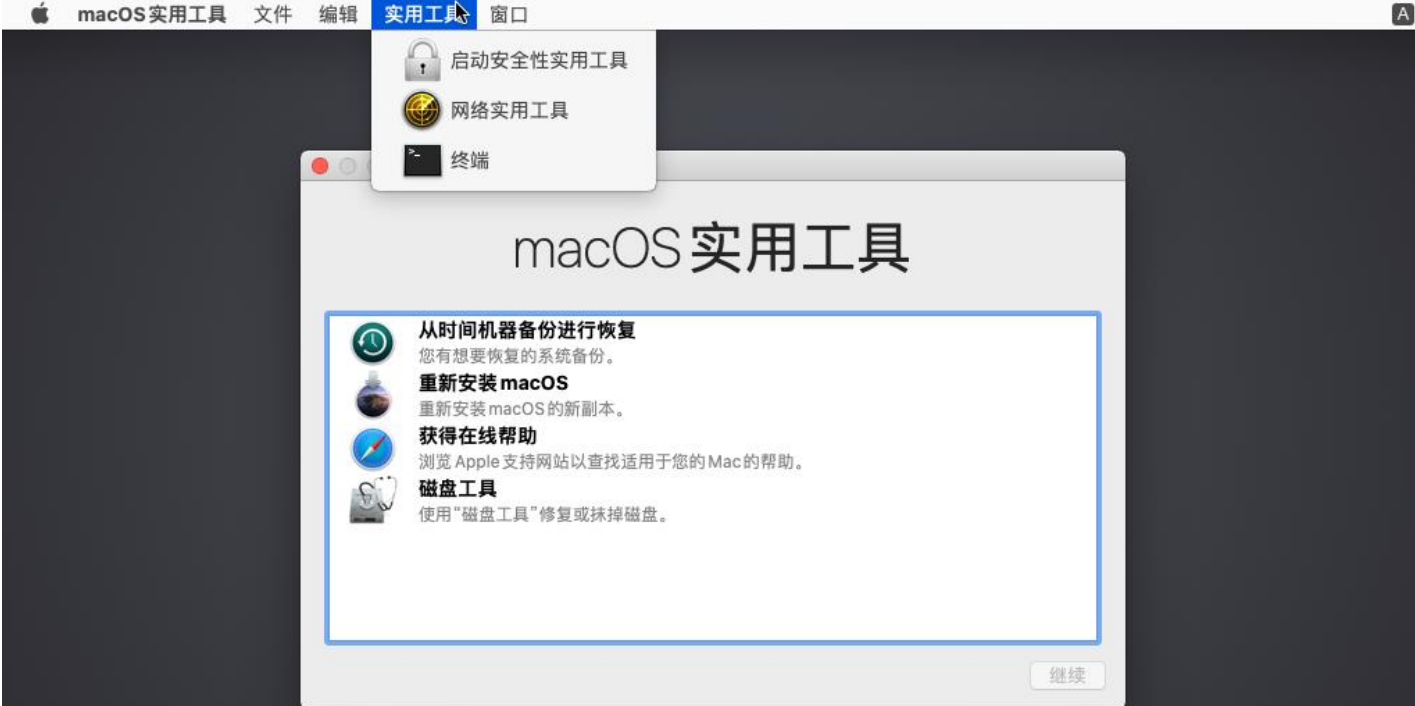 macOS实用工具 文件 编辑 实用工具 窗口 A
启动安全性实用工具
网络实用工具
>_ 终端
macOS实用工具
从时间机器备份进行恢复
您有想要恢复的系统备份。
重新安装macOS
重新安装macOS的新副本。
获得在线帮助
浏览Apple支持网站以查找适用于您的Mac的帮助。
磁盘工具
使用“磁盘工具”修复或抹掉磁盘。
继续